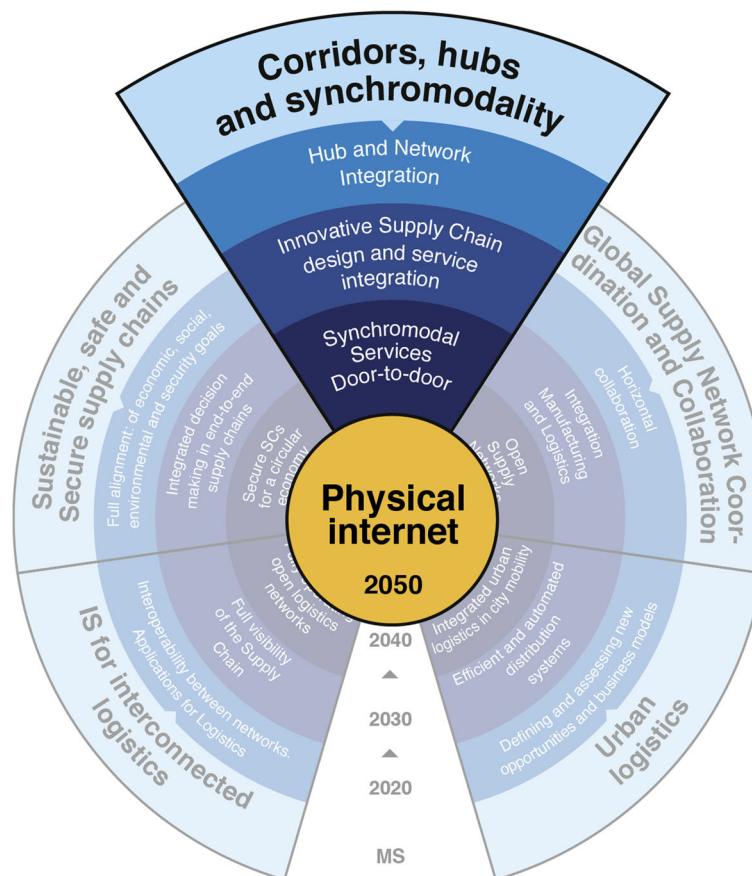 Corridors, hubs
and synchromodality
Hub and Network
Integration
Innovative Supply Chain
design and service
integration
Synchromodal
Services
Door-to-door
Sustainable, safe and
Secure supply chains
Full alignment: of economic, social,
environmental and security goals
Integrated decision
making in end-to-end
supply chains
Secure SCs
for a circular
economy
Global Supply Network Coor-
dination and Collaboration
Horizontal
collaboration
Integration
Manufacturing
and Logistics
Open
Supply
Physical
internet
2050
IS for interconnected
logistics
Interoperability between networks.
Applications for Logistics
Full visibility
of the Supply
Chain
open logistics
networks
Urban
logistics
Defining and assessing new
opportunities and business models
Efficient and automated
distribution
systems
Integrated urban
logistics in city mobility
2040
2030
2020
MS